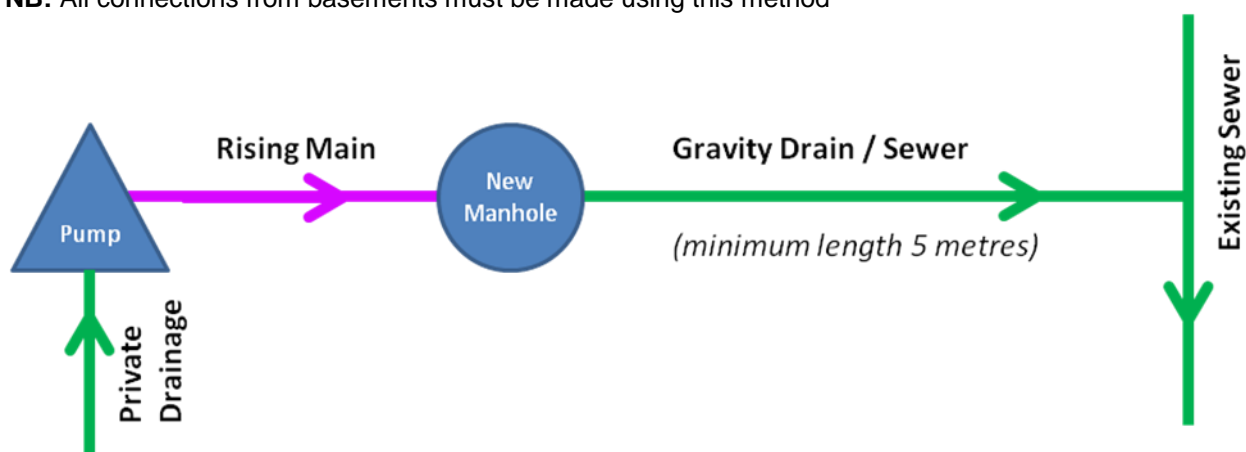 NB: All connections from basements must be made using this method
Rising Main
Gravity Drain / Sewer
New
Manhole
Pump
(minimum length 5 metres)
Private
Drainage
Existing Sewer